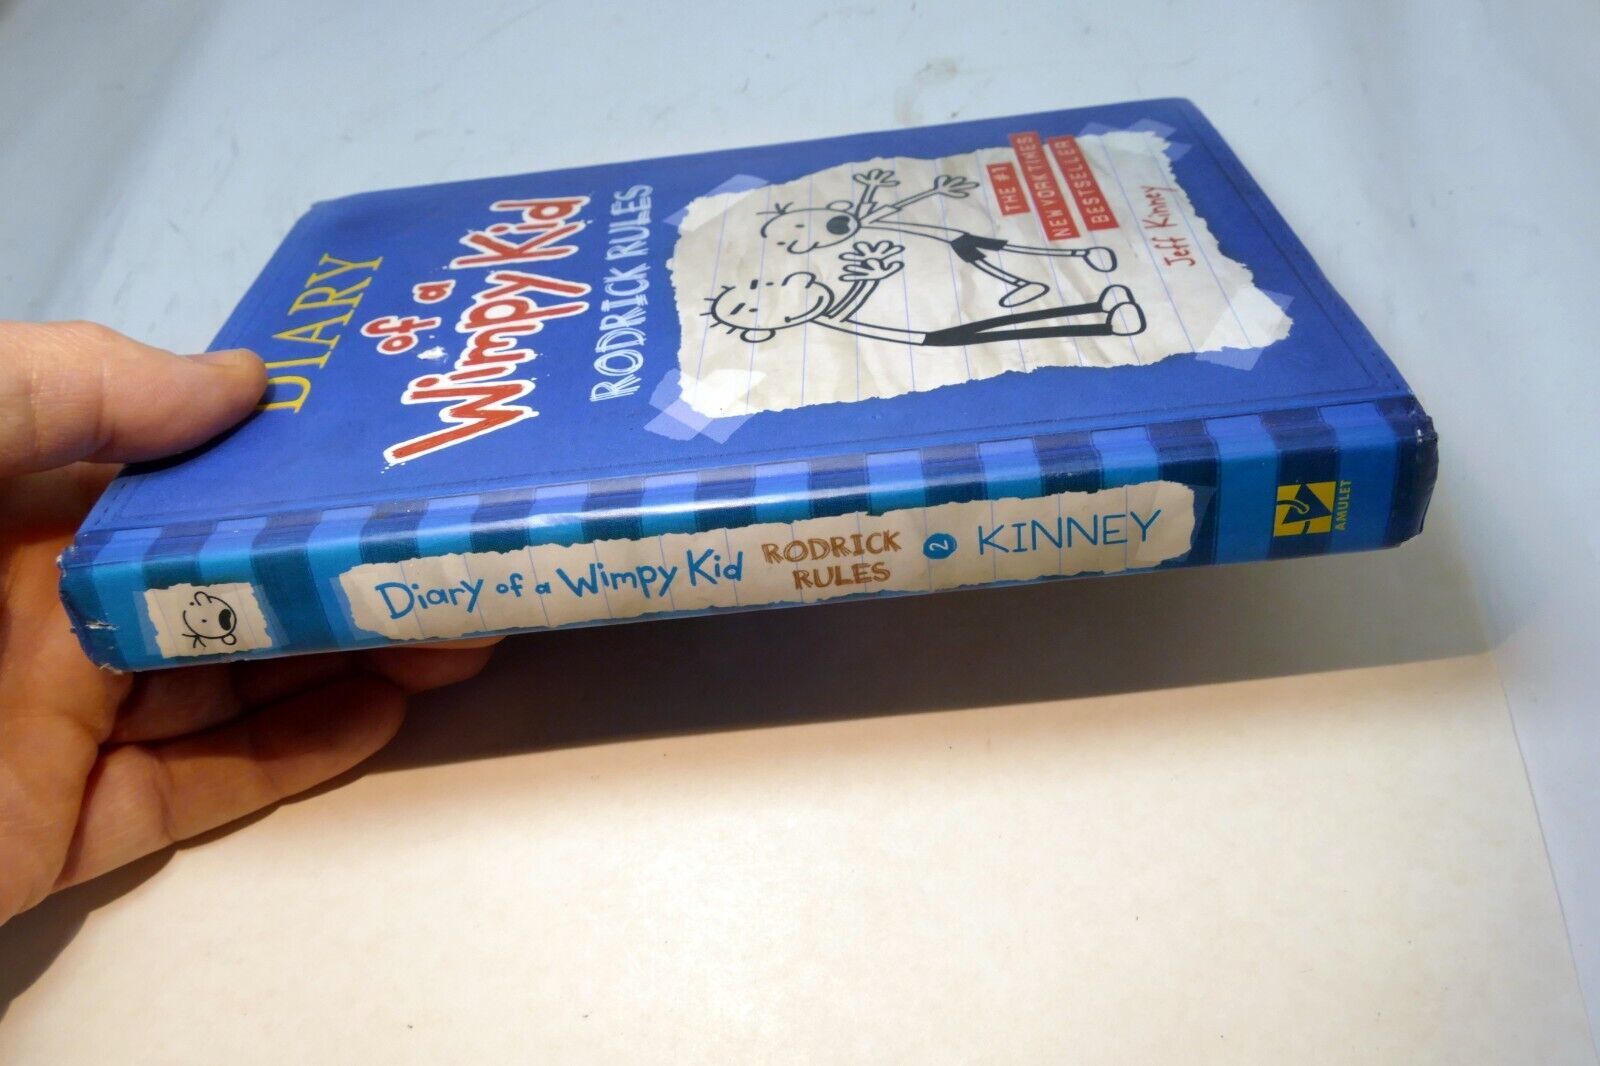 DIARY
of a
Wimpy Kid
RODRICK RULES
THE #1
NEW YORK TIMES
BESTSELLER
Jeff Kinney
Diary of a Wimpy Kid
RODRICK
RULES
2
KINNEY
AMULET